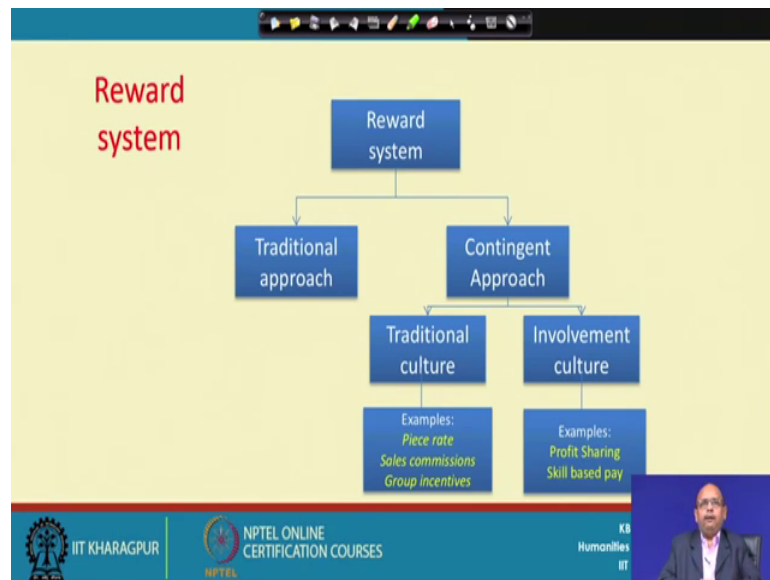 Reward
system
Reward
system
Traditional
approach
Contingent
Approach
Traditional
culture
Involvement
culture
Examples:
Piece rate
Sales commissions
Group incentives
Examples:
Profit Sharing
Skill based pay
IIT KHARAGPUR
NPTEL
NPTEL ONLINE
CERTIFICATION COURSES
KB
Humanities
IIT